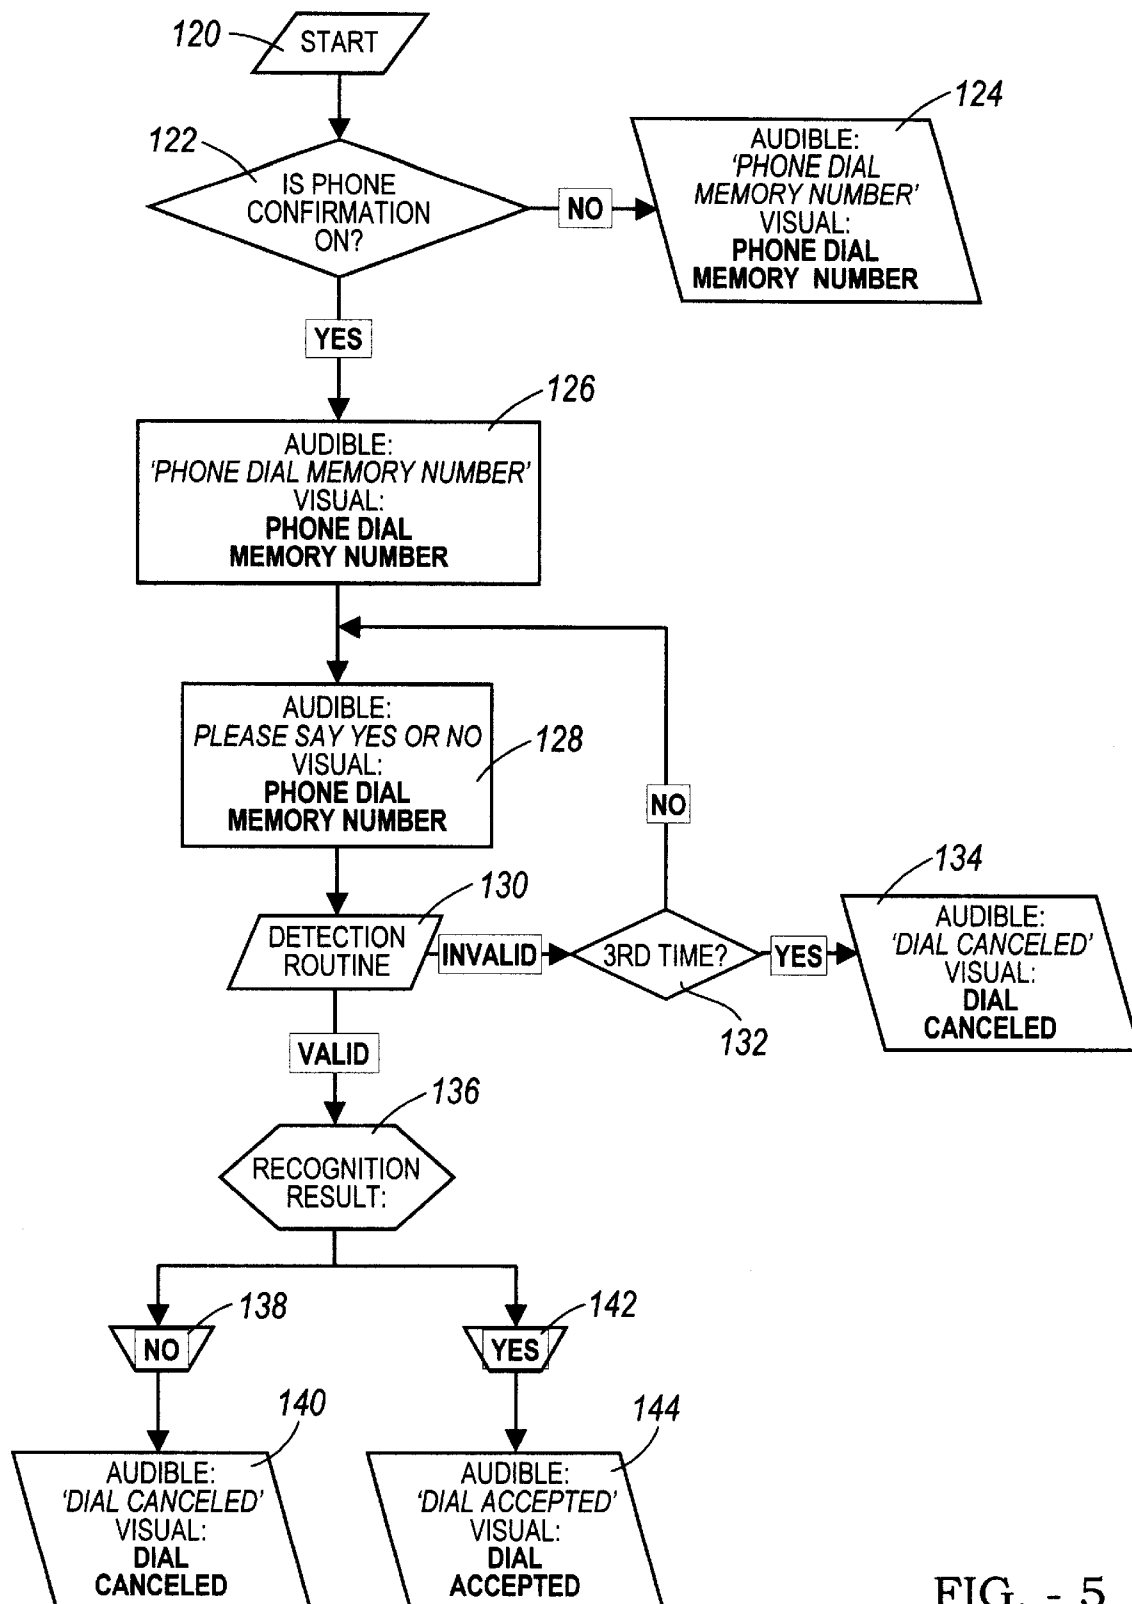 120
START
122
IS PHONE
CONFIRMATION
ON?
NO
124
AUDIBLE:
'PHONE DIAL
MEMORY NUMBER'
VISUAL:
PHONE DIAL
MEMORY NUMBER
YES
126
AUDIBLE:
'PHONE DIAL MEMORY NUMBER'
VISUAL:
PHONE DIAL
MEMORY NUMBER
AUDIBLE:
PLEASE SAY YES OR NO
VISUAL:
PHONE DIAL
MEMORY NUMBER
128
NO
130
DETECTION
ROUTINE
INVALID
3RD TIME?
132
YES
134
AUDIBLE:
'DIAL CANCELED'
VISUAL:
DIAL
CANCELED
VALID
136
RECOGNITION
RESULT:
138
NO
142
YES
140
AUDIBLE:
'DIAL CANCELED'
VISUAL:
DIAL
CANCELED
144
AUDIBLE:
'DIAL ACCEPTED'
VISUAL:
DIAL
ACCEPTED
FIG. - 5